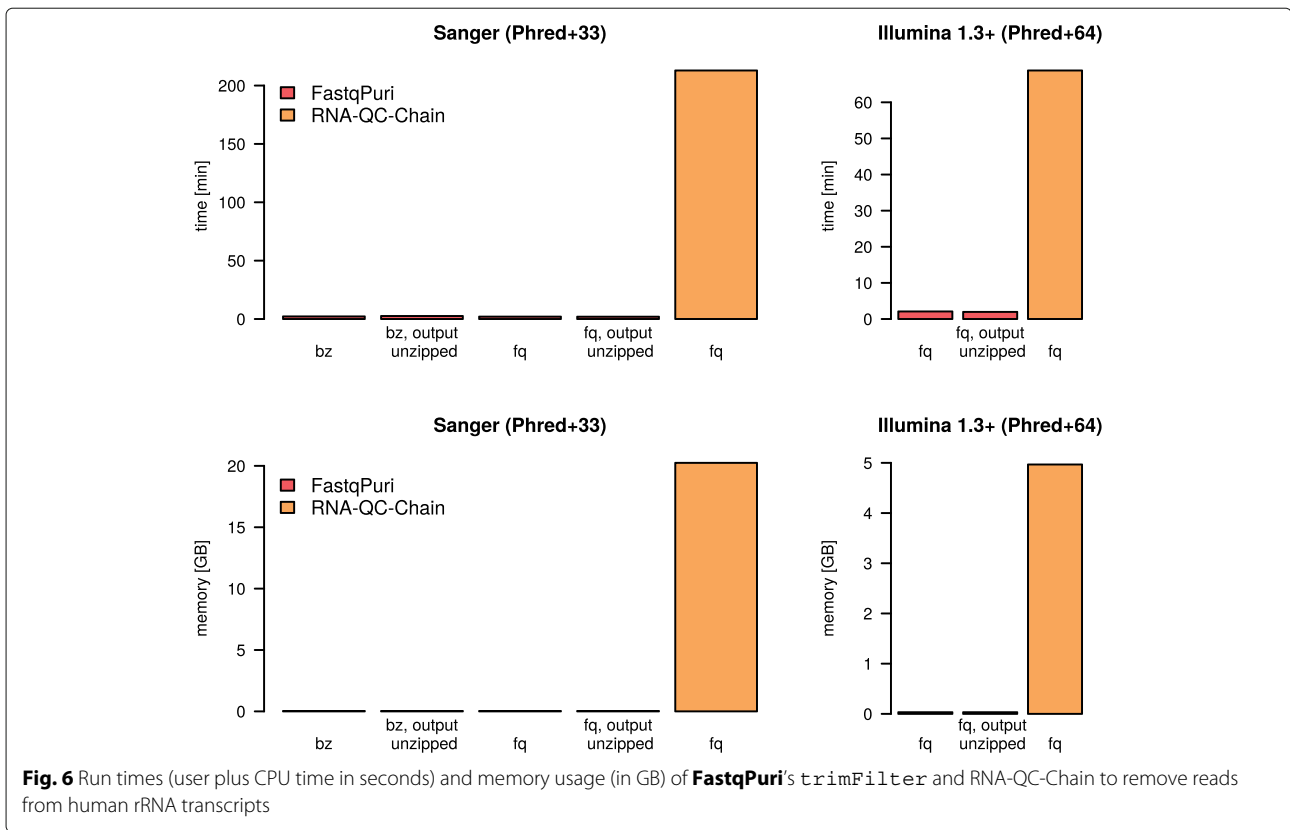 Sanger (Phred+33)
time [min]
200
150
100
50
0
FastqPuri
RNA-QC-Chain
bz
bz, output
unzipped
fq
fq, output
unzipped
fq
Illumina 1.3+ (Phred+64)
time [min]
60
50
40
30
20
10
0
fq
fq, output
unzipped
fq
Sanger (Phred+33)
memory [GB]
20
15
10
5
0
FastqPuri
RNA-QC-Chain
bz
bz, output
unzipped
fq
fq, output
unzipped
fq
Illumina 1.3+ (Phred+64)
memory [GB]
5
4
3
2
1
0
fq
fq, output
unzipped
fq
Fig. 6 Run times (user plus CPU time in seconds) and memory usage (in GB) of FastqPuri's trimFilter and RNA-QC-Chain to remove reads
from human rRNA transcripts